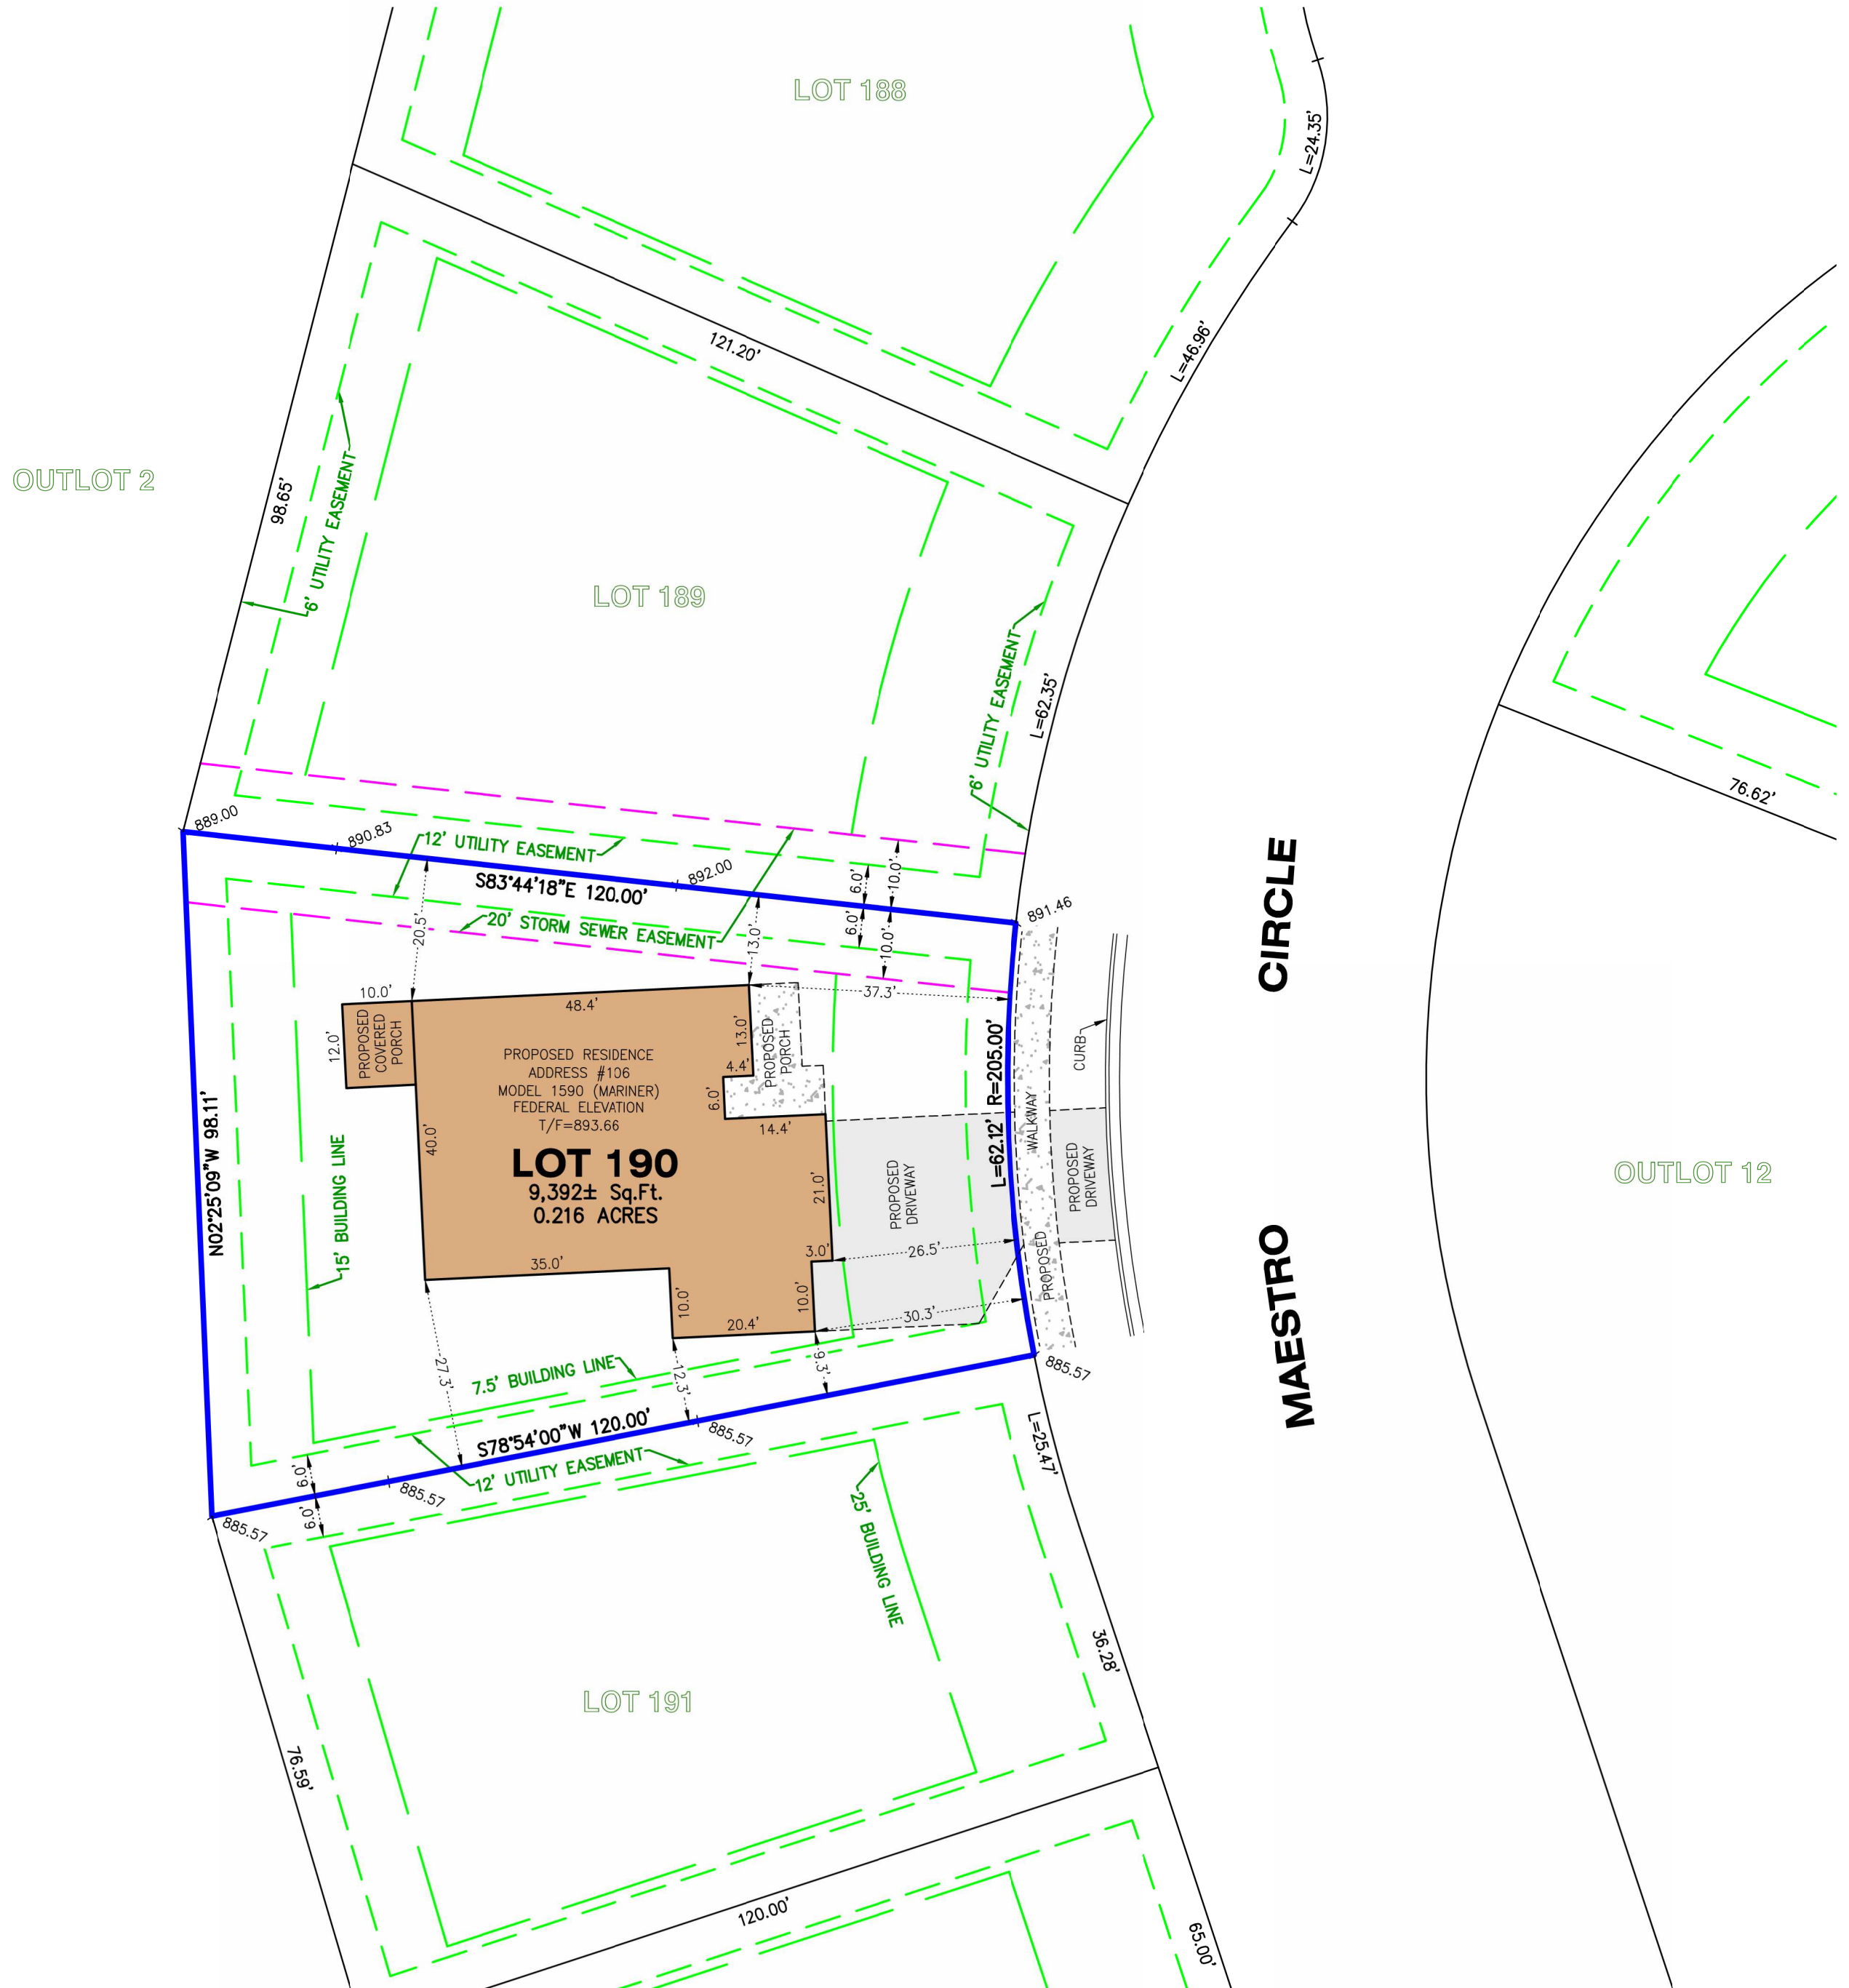 LOT 188
L=24.35'
L=46.96'
121.20'
OUTLOT 2
98.65'
6' UTILITY EASEMENT
LOT 189
6' UTILITY EASEMENT
L=62.35'
76.62'
889.00
890.83
12' UTILITY EASEMENT
892.00
S83°44'18"E 120.00'
20' STORM SEWER EASEMENT
6.0'
10.0'
6.0'
10.0'
891.46
20.5'
13.0'
37.3'
CIRCLE
10.0'
48.4'
12.0'
PROPOSED
COVERED
PORCH
PROPOSED RESIDENCE
ADDRESS #106
MODEL 1590 (MARINER)
FEDERAL ELEVATION
T/F=893.66
LOT 190
9,392± Sq.Ft.
0.216 ACRES
13.0'
4.4'
6.0'
14.4'
PROPOSED
PORCH
40.0'
21.0'
35.0'
3.0'
10.0'
10.0'
20.4'
PROPOSED
DRIVEWAY
26.5'
30.3'
L=62.12' R=205.00'
PROPOSED WALKWAY
CURB
PROPOSED
DRIVEWAY
MAESTRO
OUTLOT 12
N02°25'09"W 98.11'
15' BUILDING LINE
27.3'
7.5' BUILDING LINE
12.3'
9.3'
885.57
S78°54'00"W 120.00'
885.57
12' UTILITY EASEMENT
885.57
6.0'
6.0'
885.57
L=25.47'
25' BUILDING LINE
36.28'
LOT 191
76.59'
120.00'
65.00'